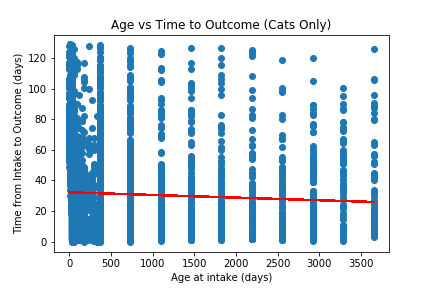 Age vs Time to Outcome (Cats Only)
Time from Intake to Outcome (days)
120
100
80
60
40
20
0
0 500 1000 1500 2000 2500 3000 3500
Age at intake (days)